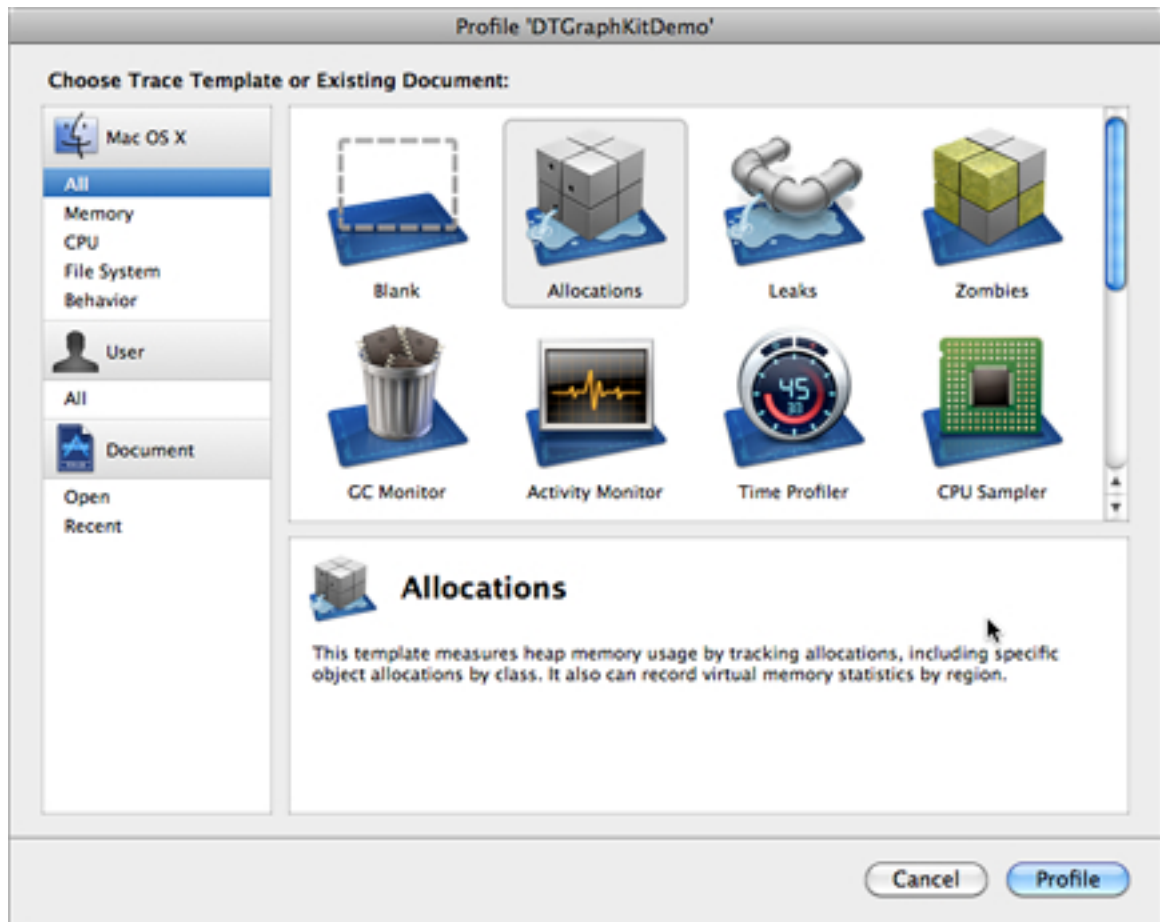 Profile 'DTGraphKitDemo'
Choose Trace Template or Existing Document:
Mac OS X
All
Memory
CPU
File System
Behavior
User
All
Document
Open
Recent
Blank
Allocations
Leaks
Zombies
45
GC Monitor
Activity Monitor
Time Profiler
CPU Sampler
Allocations
This template measures heap memory usage by tracking allocations, including specific
object allocations by class. It also can record virtual memory statistics by region.
Cancel
Profile